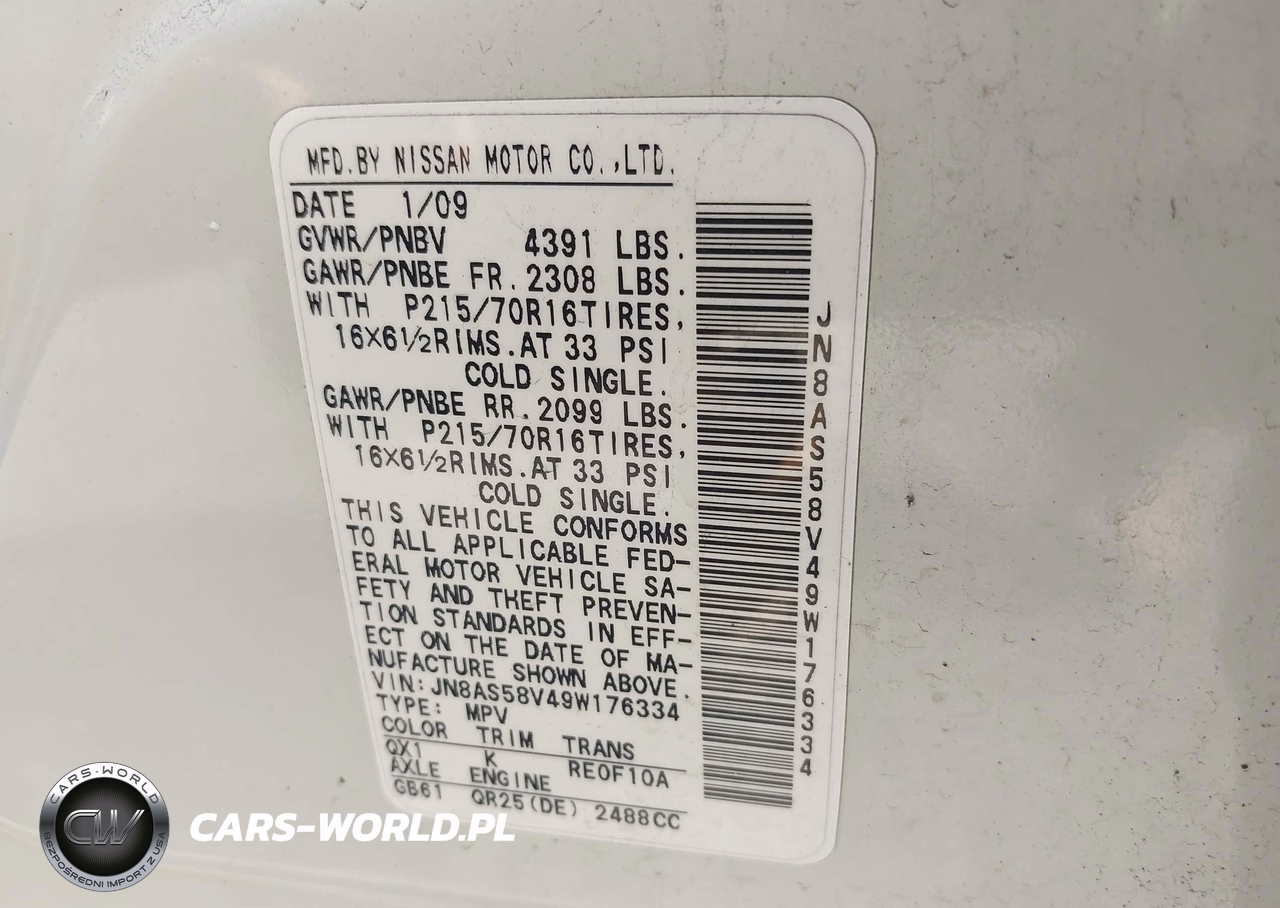 MFD.BY NISSAN MOTOR CO.,LTD.
DATE 1/09
GVWR/PNBV 4391 LBS.
GAWR/PNBE FR.2308 LBS.
WITH P215/70R16TIRES,
16X6½RIMS.AT 33 PSI
COLD SINGLE.
GAWR/PNBE RR.2099 LBS.
WITH P215/70R16TIRES,
16X6½RIMS.AT 33 PSI
COLD SINGLE.
THIS VEHICLE CONFORMS
TO ALL APPLICABLE FED-
ERAL MOTOR VEHICLE SA-
FETY AND THEFT PREVEN-
TION STANDARDS IN EFF-
ECT ON THE DATE OF MA-
NUFACTURE SHOWN ABOVE.
VIN:JN8AS58V49W176334
TYPE: MPV
COLOR TRIM TRANS
QX1 K RE0F10A
AXLE ENGINE
GB61 QR25(DE) 2488CC
JN8AS58V49W176334
CARS-WORLD
CW
BEZPOŚREDNI IMPORT Z USA
CARS-WORLD.PL